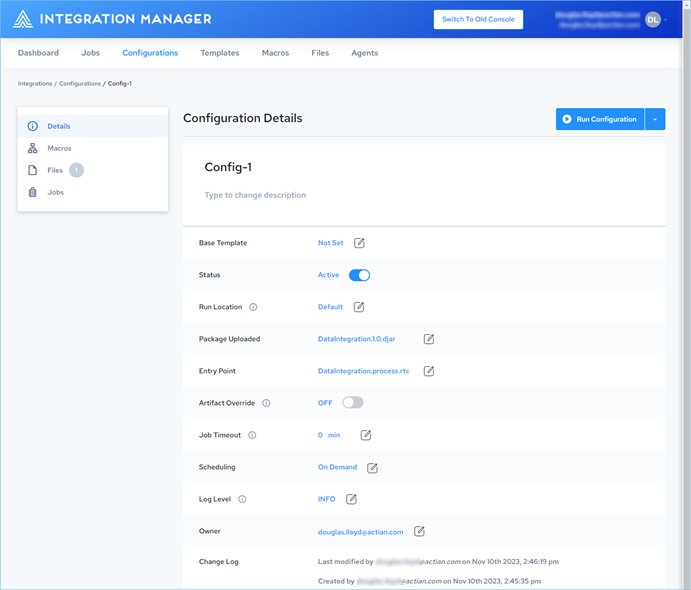 INTEGRATION MANAGER
Switch To Old Console
DL
Dashboard Jobs Configurations Templates Macros Files Agents
Integrations / Configurations / Config-1
Details
Macros
Files 1
Jobs
Configuration Details
Run Configuration
Config-1
Type to change description
Base Template Not Set
Status Active
Run Location Default
Package Uploaded DataIntegration.1.0.djar
Entry Point DataIntegration.process.rtc
Artifact Override OFF
Job Timeout 0 min
Scheduling On Demand
Log Level INFO
Owner douglas.lloyd@actian.com
Change Log Last modified by @actian.com on Nov 10th 2023, 2:46:19 pm
Created by @actian.com on Nov 10th 2023, 2:45:35 pm